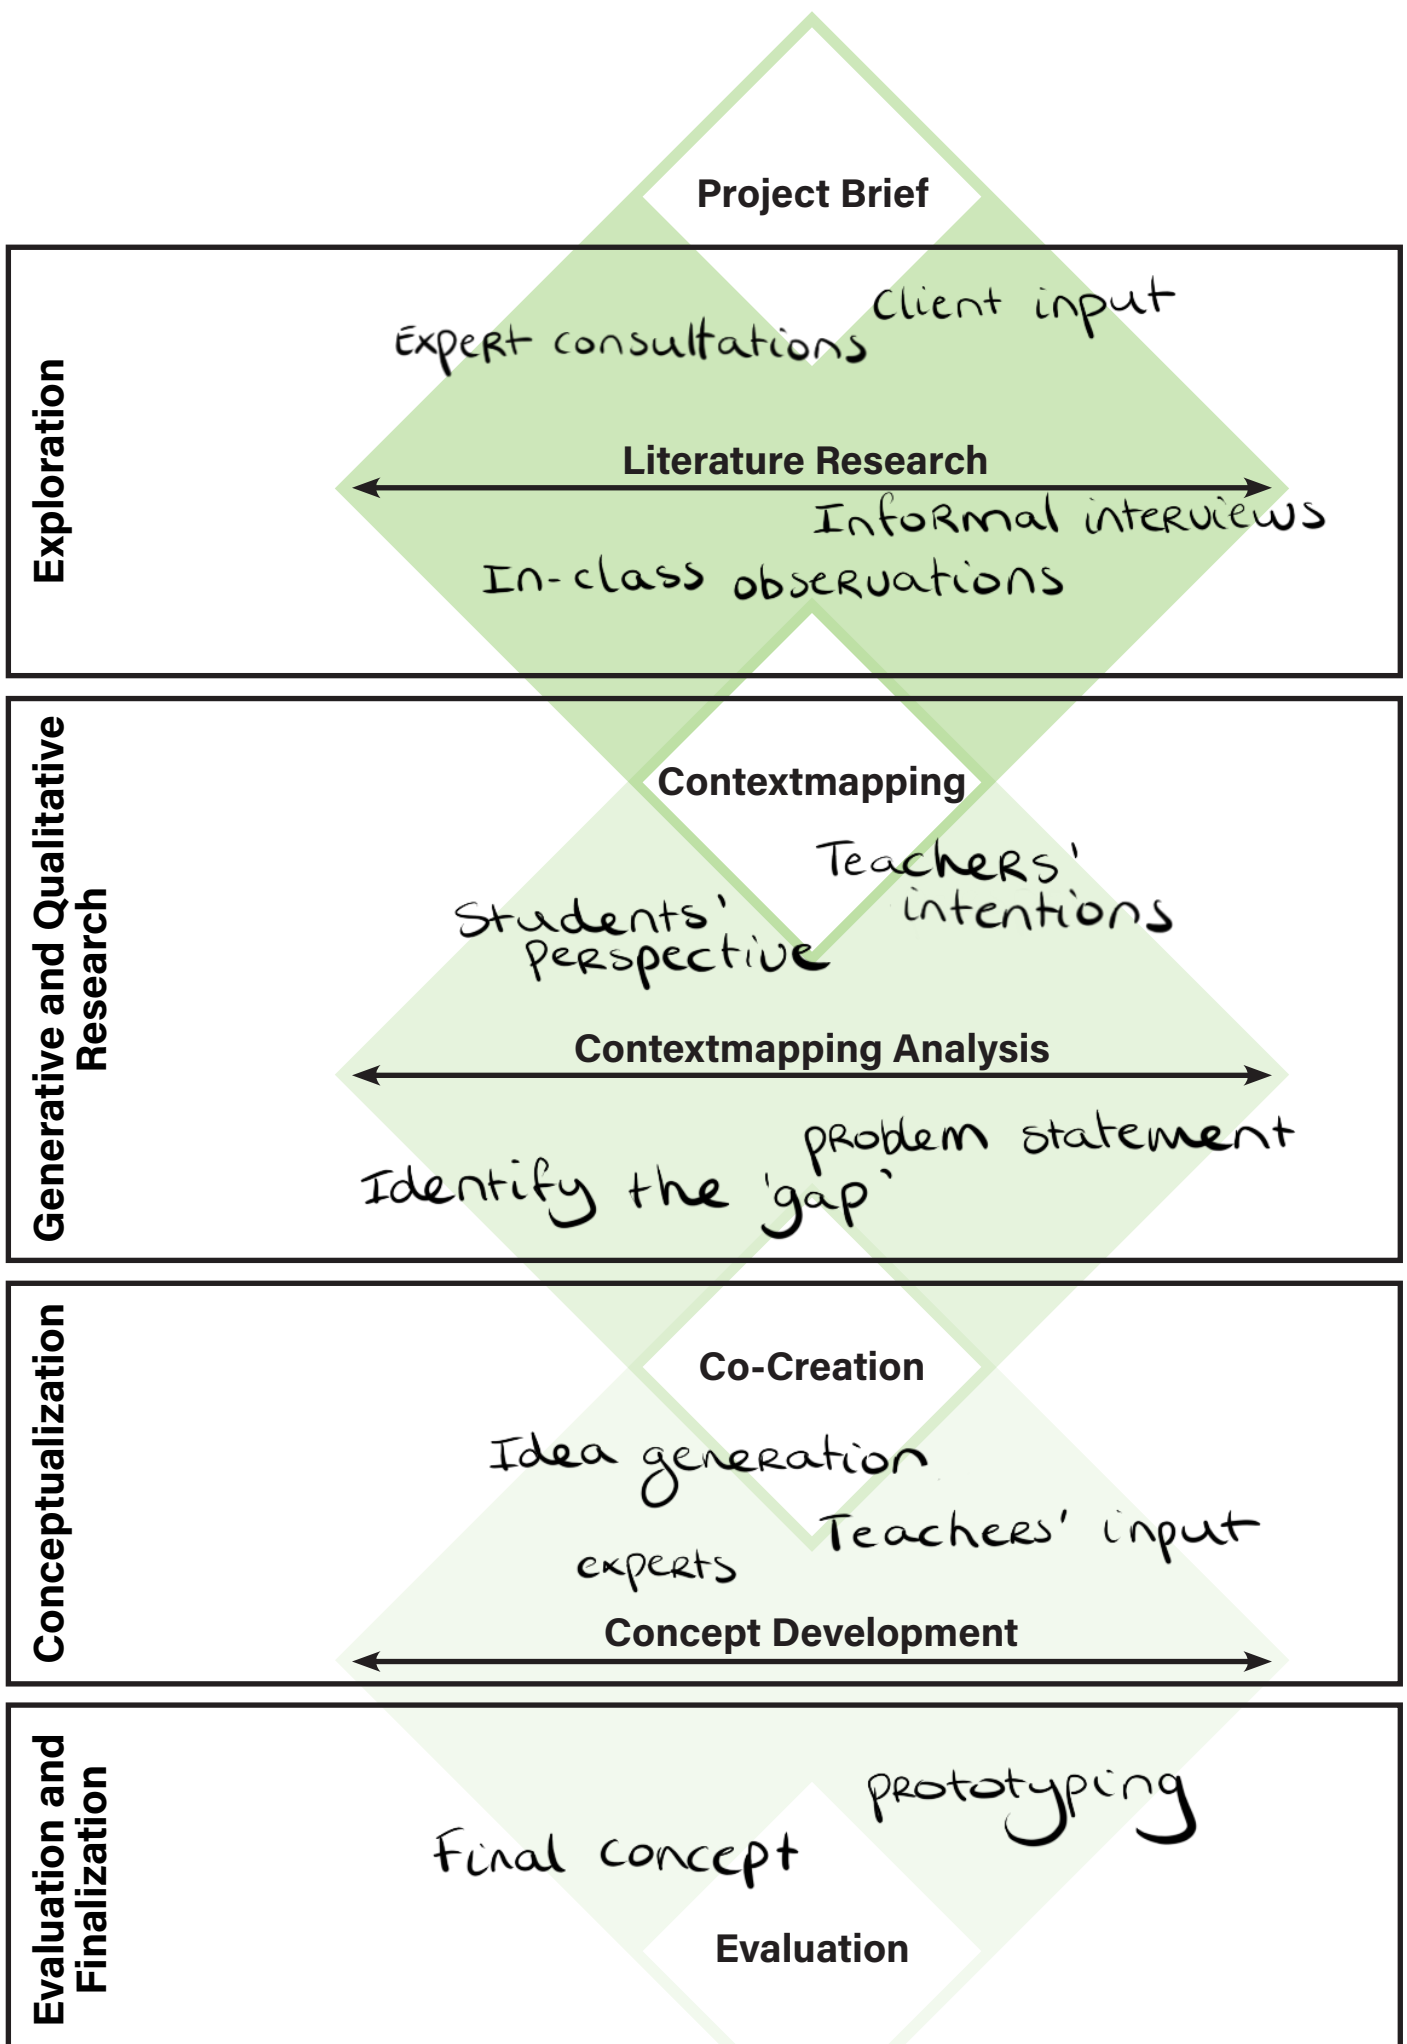 Project Brief
Exploration
Client input
Expert consultations
Literature Research
Informal interviews
In-class observations
Generative and Qualitative
Research
Contextmapping
Teachers'
intentions
Students'
perspective
Contextmapping Analysis
problem statement
Identify the 'gap'
Conceptualization
Co-Creation
Idea generation
Teachers' input
experts
Concept Development
Evaluation and
Finalization
prototyping
Final concept
Evaluation